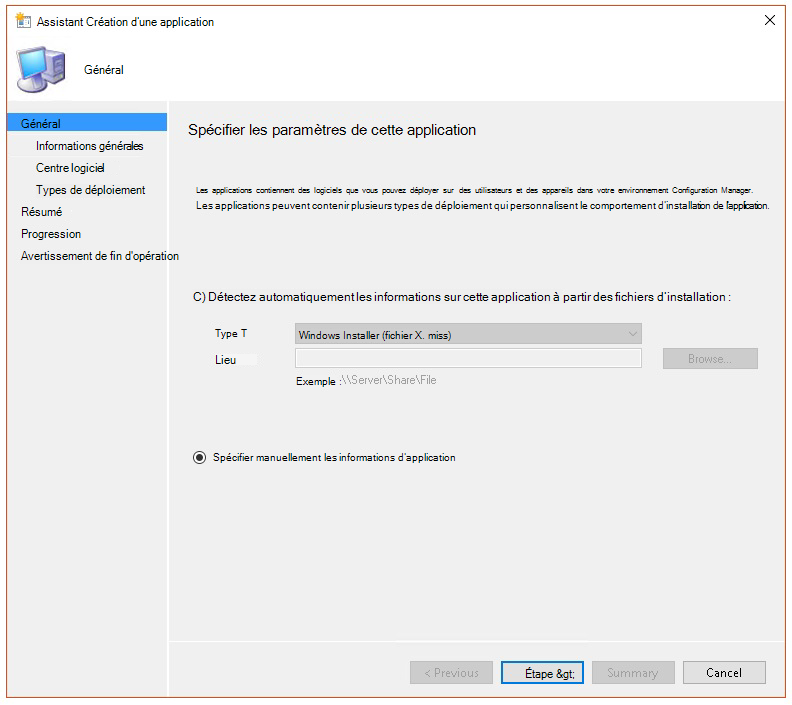 Assistant Création d'une application
Général
Général
Informations générales
Centre logiciel
Types de déploiement
Résumé
Progression
Avertissement de fin d'opération
Spécifier les paramètres de cette application
Les applications contiennent des logiciels que vous pouvez déployer sur des utilisateurs et des appareils dans votre environnement Configuration Manager.
Les applications peuvent contenir plusieurs types de déploiement qui personnalisent le comportement d'installation de l'application.
C) Détectez automatiquement les informations sur cette application à partir des fichiers d'installation :
Type T
Windows Installer (fichier X. miss)
Lieu
Browse...
Exemple :\\Server\Share\File
Spécifier manuellement les informations d'application
< Previous
Étape &gt;
Summary
Cancel